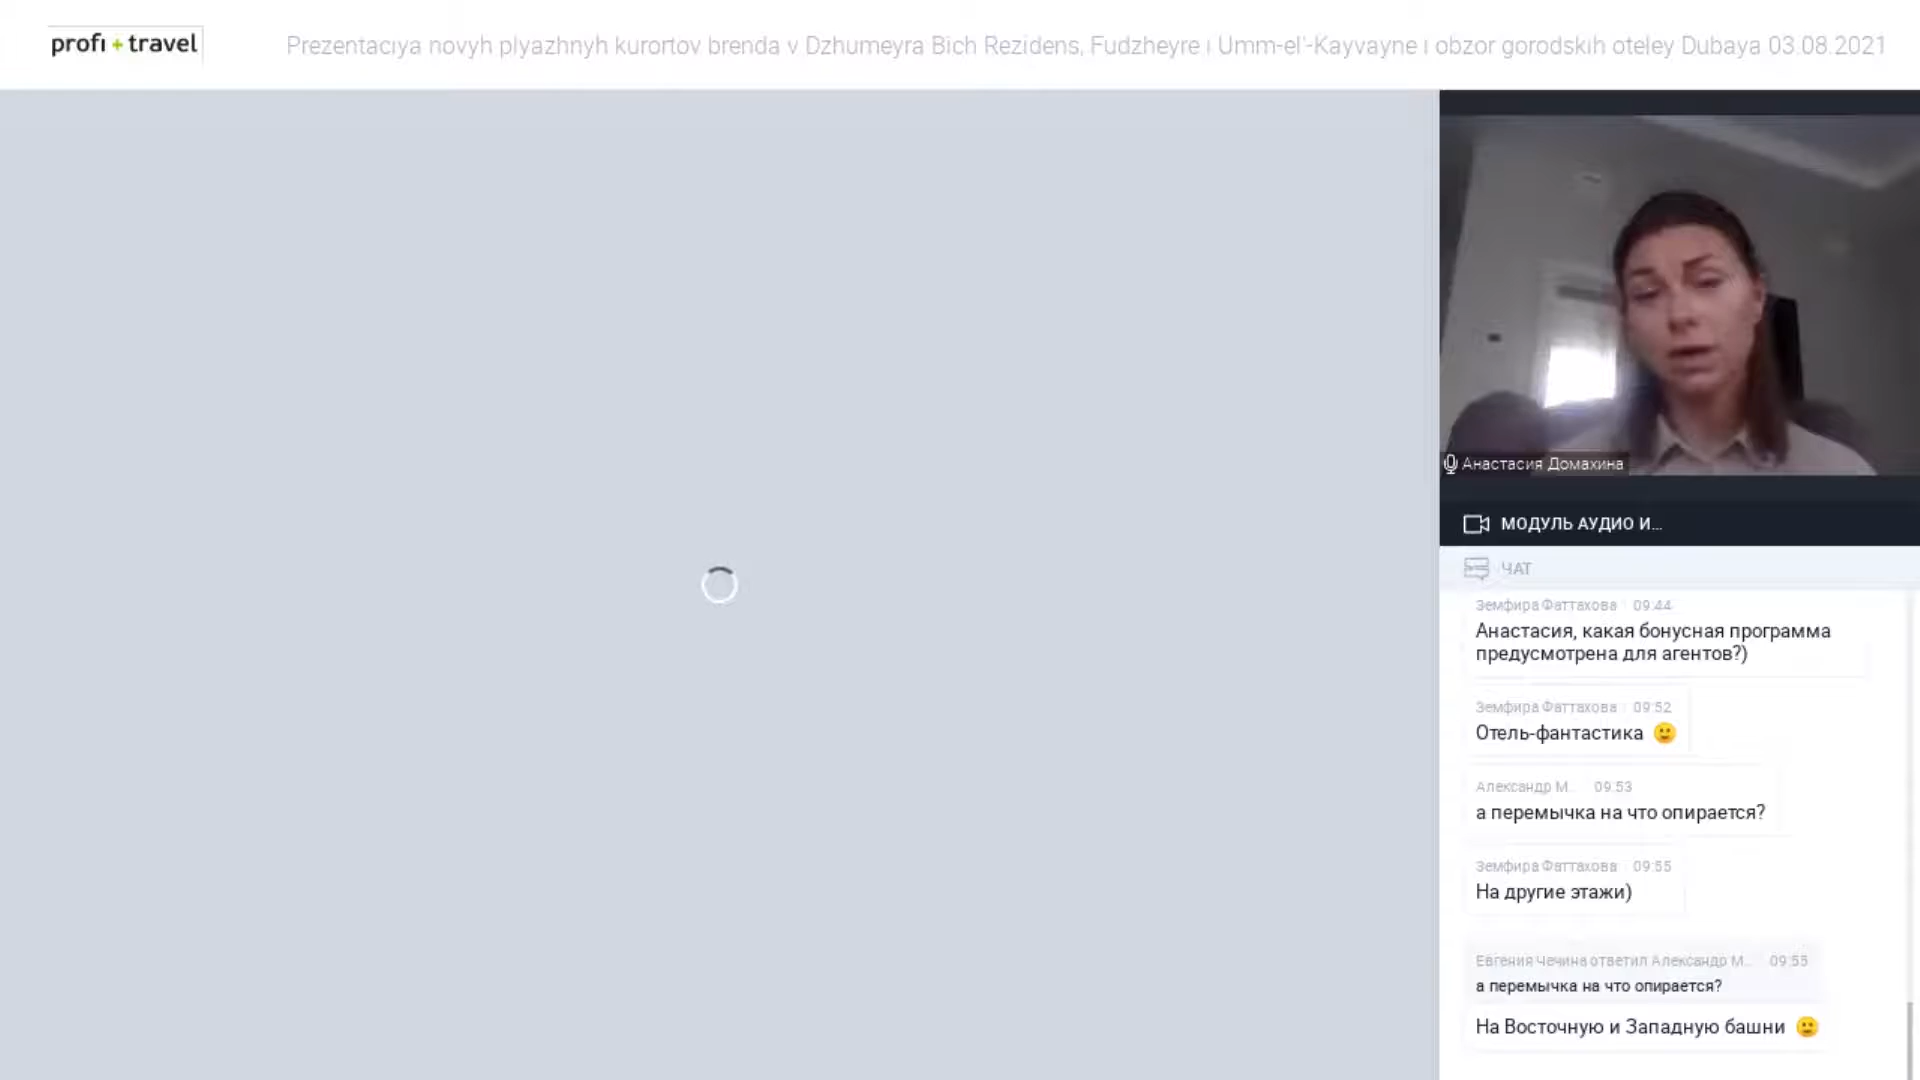 profi + travel
Prezentaciya novyh plyazhnyh kurortov brenda v Dzhumeyra Bich Rezidens, Fudzheyre i Umm-el'-Kayvayne i obzor gorodskih oteley Dubaya 03.08.2021
Анастасия Домахина
МОДУЛЬ АУДИО И...
ЧАТ
Земфира Фаттахова 09:44
Анастасия, какая бонусная программа
предусмотрена для агентов?)
Земфира Фаттахова 09:52
Отель-фантастика 🙂
Александр М... 09:53
а перемычка на что опирается?
Земфира Фаттахова 09:55
На другие этажи)
Евгения Чечина ответил Александр М... 09:55
а перемычка на что опирается?
На Восточную и Западную башни 🙂